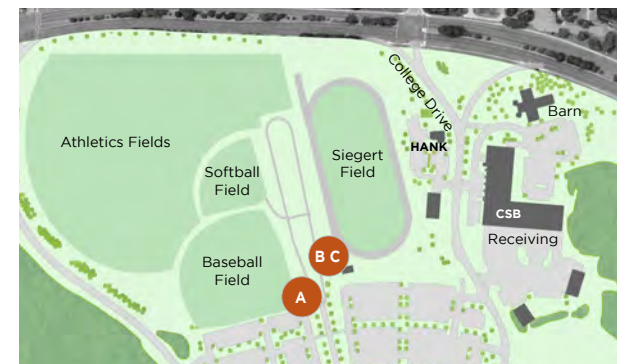 College Drive
Barn
Athletics Fields
HANK
Siegert
Field
Softball
Field
CSB
Receiving
Baseball
Field
B C
A